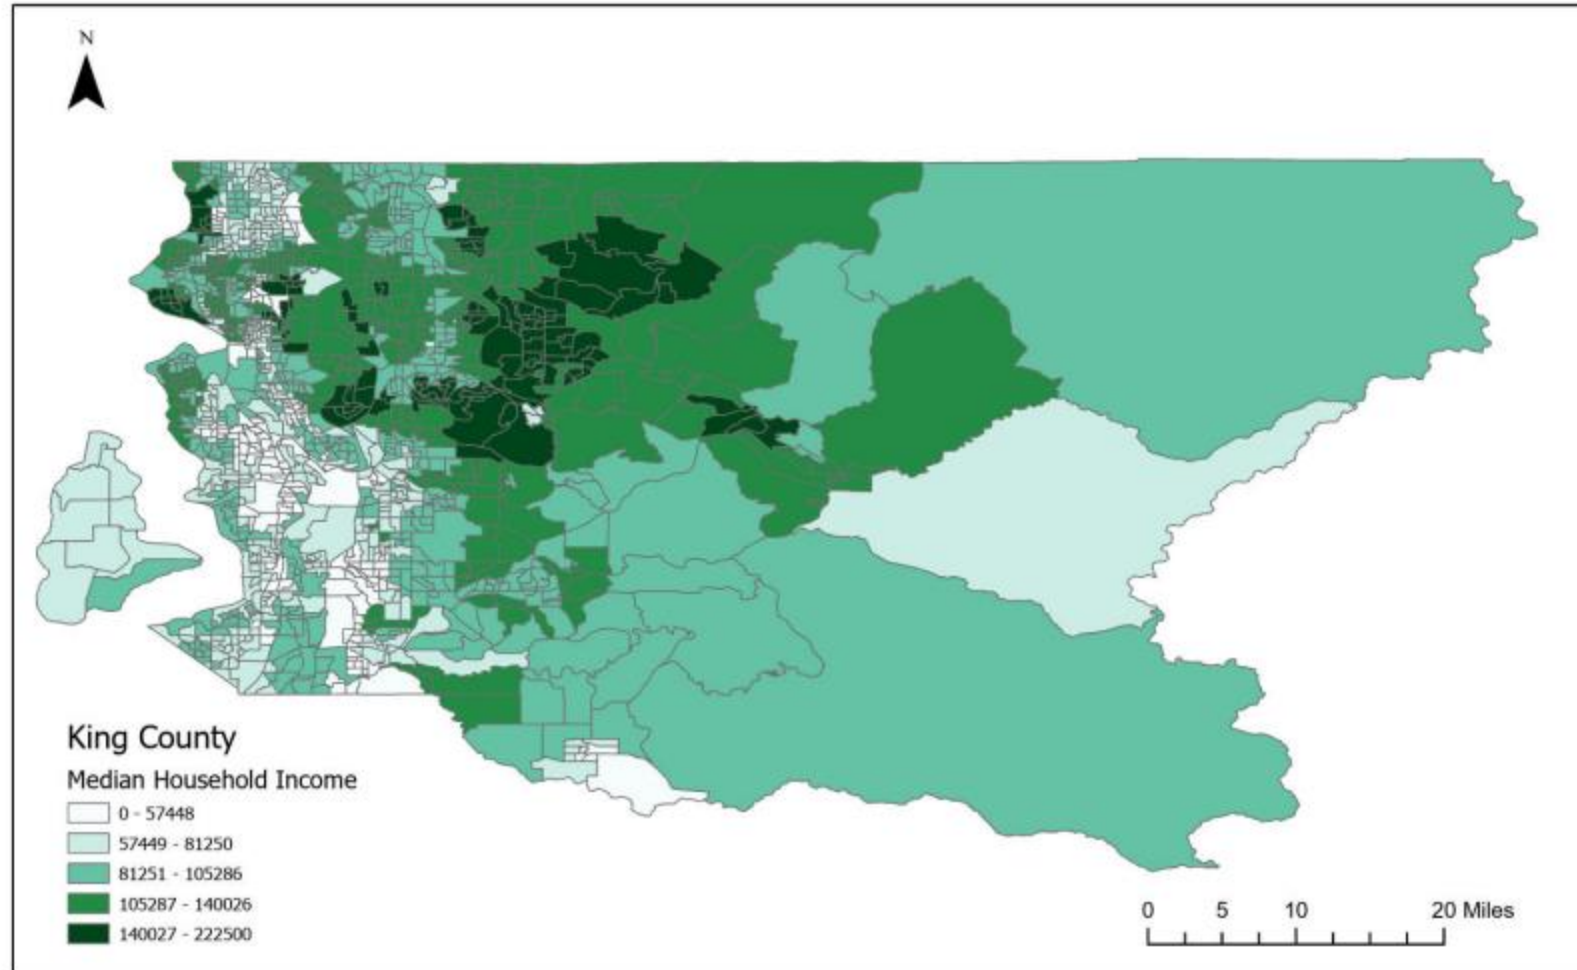 N
King County
Median Household Income
0 - 57448
57449 - 81250
81251 - 105286
105287 - 140026
140027 - 222500
0 5 10 20 Miles